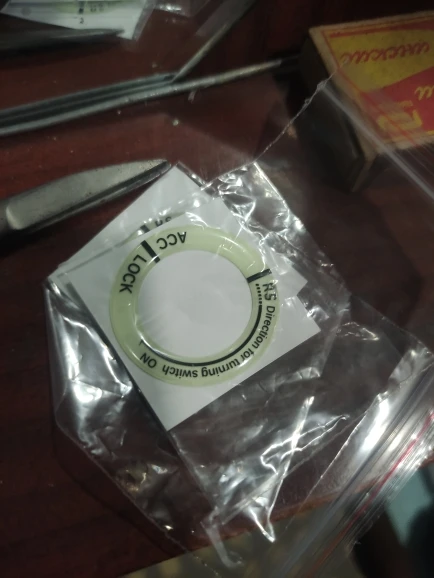 LOCK
ACC
RS
Direction for turning switch ON